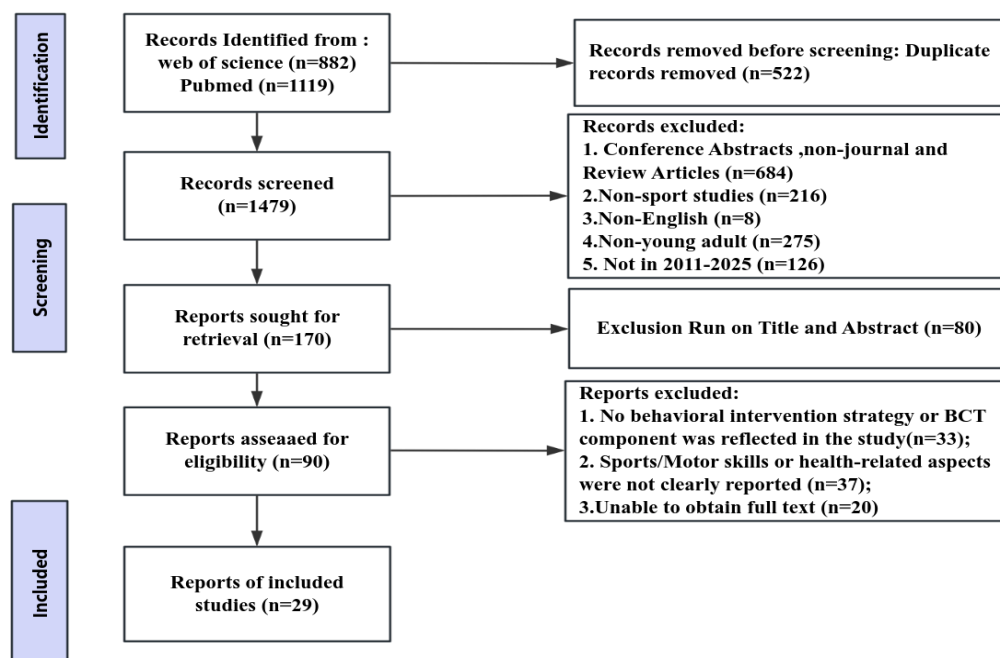 Identification
Records Identified from :
web of science (n=882)
Pubmed (n=1119)
Records removed before screening: Duplicate
records removed (n=522)
Screening
Records screened
(n=1479)
Records excluded:
1. Conference Abstracts ,non-journal and
Review Articles (n=684)
2.Non-sport studies (n=216)
3.Non-English (n=8)
4.Non-young adult (n=275)
5. Not in 2011-2025 (n=126)
Reports sought for
retrieval (n=170)
Exclusion Run on Title and Abstract (n=80)
Reports asseaaed for
eligibility (n=90)
Reports excluded:
1. No behavioral intervention strategy or BCT
component was reflected in the study(n=33);
2. Sports/Motor skills or health-related aspects
were not clearly reported (n=37);
3.Unable to obtain full text (n=20)
Included
Reports of included
studies (n=29)